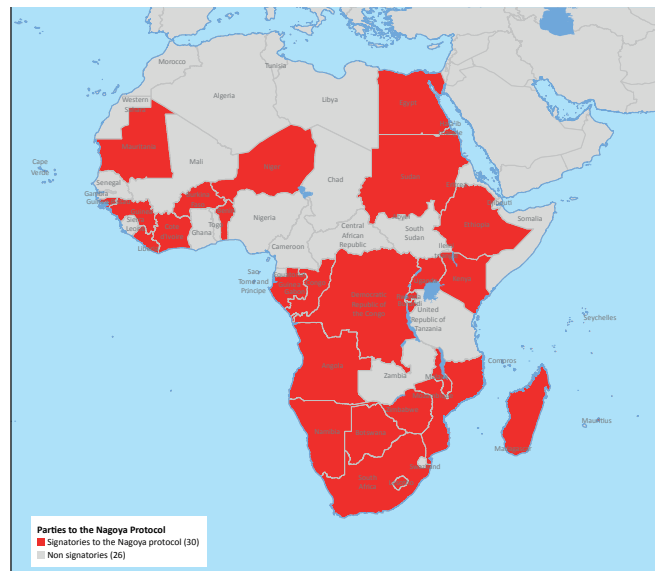 Morocco
Tunisia
Algeria
Libya
Egypt
Western
Cape
Verde
Mauritania
Mali
Niger
Chad
Sudan
Senegal
Nigeria
Ghana
Togo
Djibouti
Ethiopia
Somalia
Central
African
Republic
South
Sudan
Cameroon
Sao
Tome and
Principe
Kenya
Democratic
Republic of
the Congo
United
Republic of
Tanzania
Seychelles
Comoros
Angola
Zambia
Mauritius
Namibia
Botswana
South
Africa
Parties to the Nagoya Protocol
Signatories to the Nagoya protocol (30)
Non signatories (26)